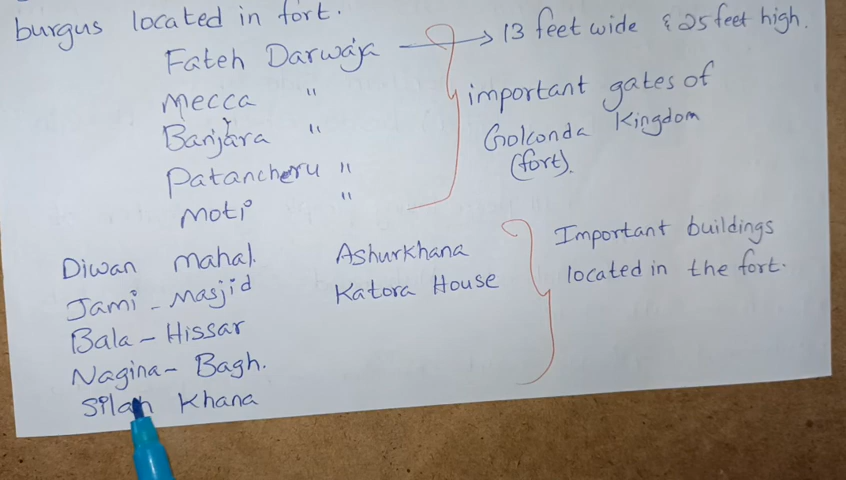 burgus located in fort.
Fateh Darwaja → 13 feet wide & 25 feet high.
Mecca "
Banjara "
Patancheru "
Moti "
important gates of
Golconda Kingdom
(fort).
Diwan mahal.
Jami - Masjid
Bala - Hissar
Nagina - Bagh.
Silah Khana
Ashurkhana
Katora House
Important buildings
located in the fort.